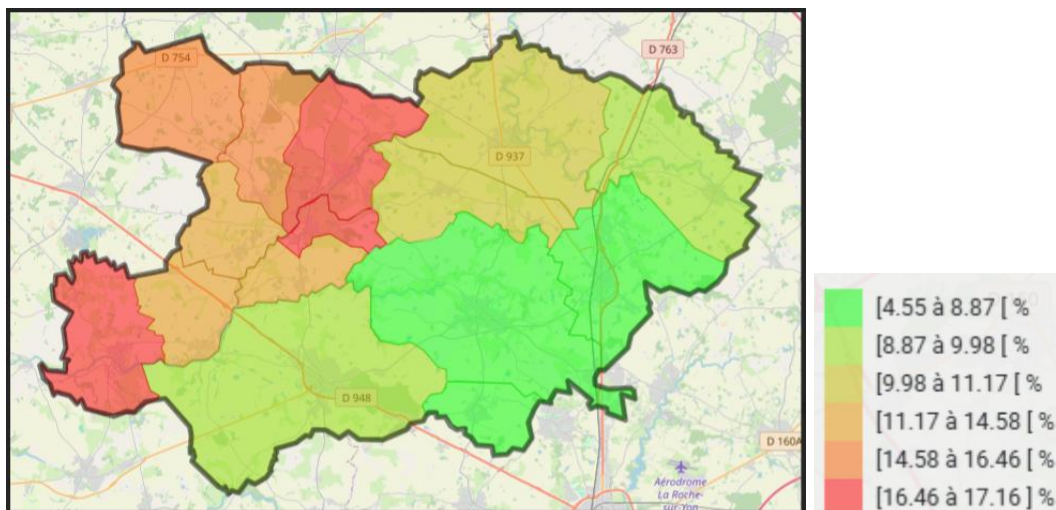 D 754
D 763
D 937
D 948
D 160A
Aérodrome
La Roche-
sur-Yon
[4.55 à 8.87 [ %
[8.87 à 9.98 [ %
[9.98 à 11.17 [ %
[11.17 à 14.58 [ %
[14.58 à 16.46 [ %
[16.46 à 17.16 ] %